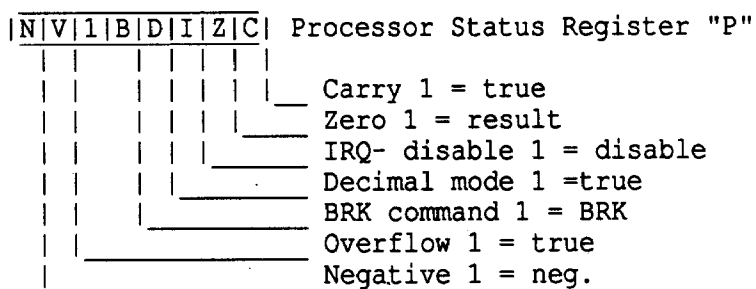 |N|V|1|B|D|I|Z|C| Processor Status Register "P"
Carry 1 = true
Zero 1 = result
IRQ- disable 1 = disable
Decimal mode 1 =true
BRK command 1 = BRK
Overflow 1 = true
Negative 1 = neg.